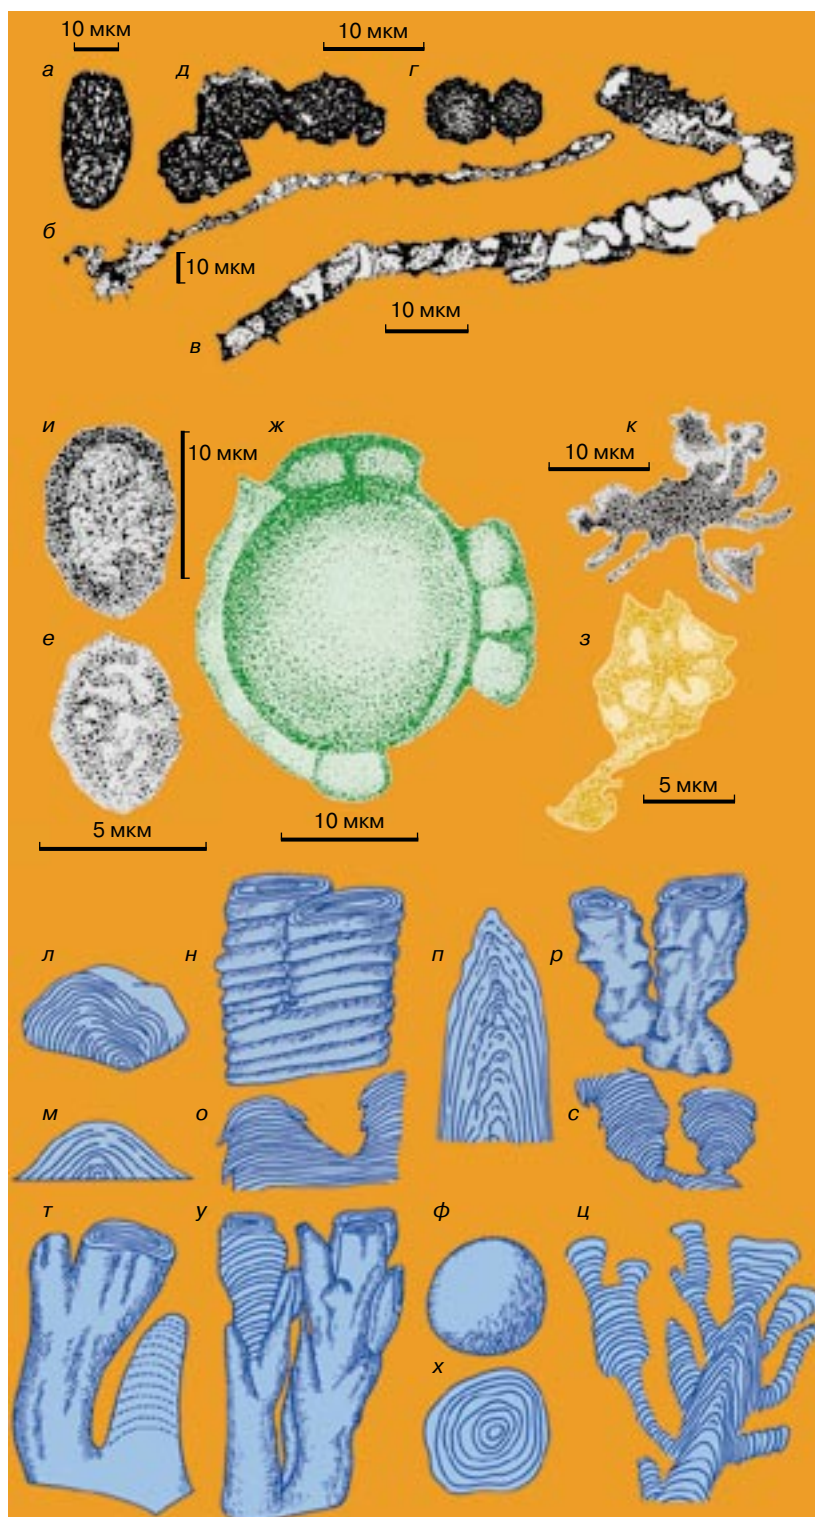 10 мкм 10 мкм
а д г
б
10 мкм
10 мкм
в
и ж к
10 мкм 10 мкм
е з
5 мкм
5 мкм 10 мкм
л н п р
м о с
т у ф ц
х